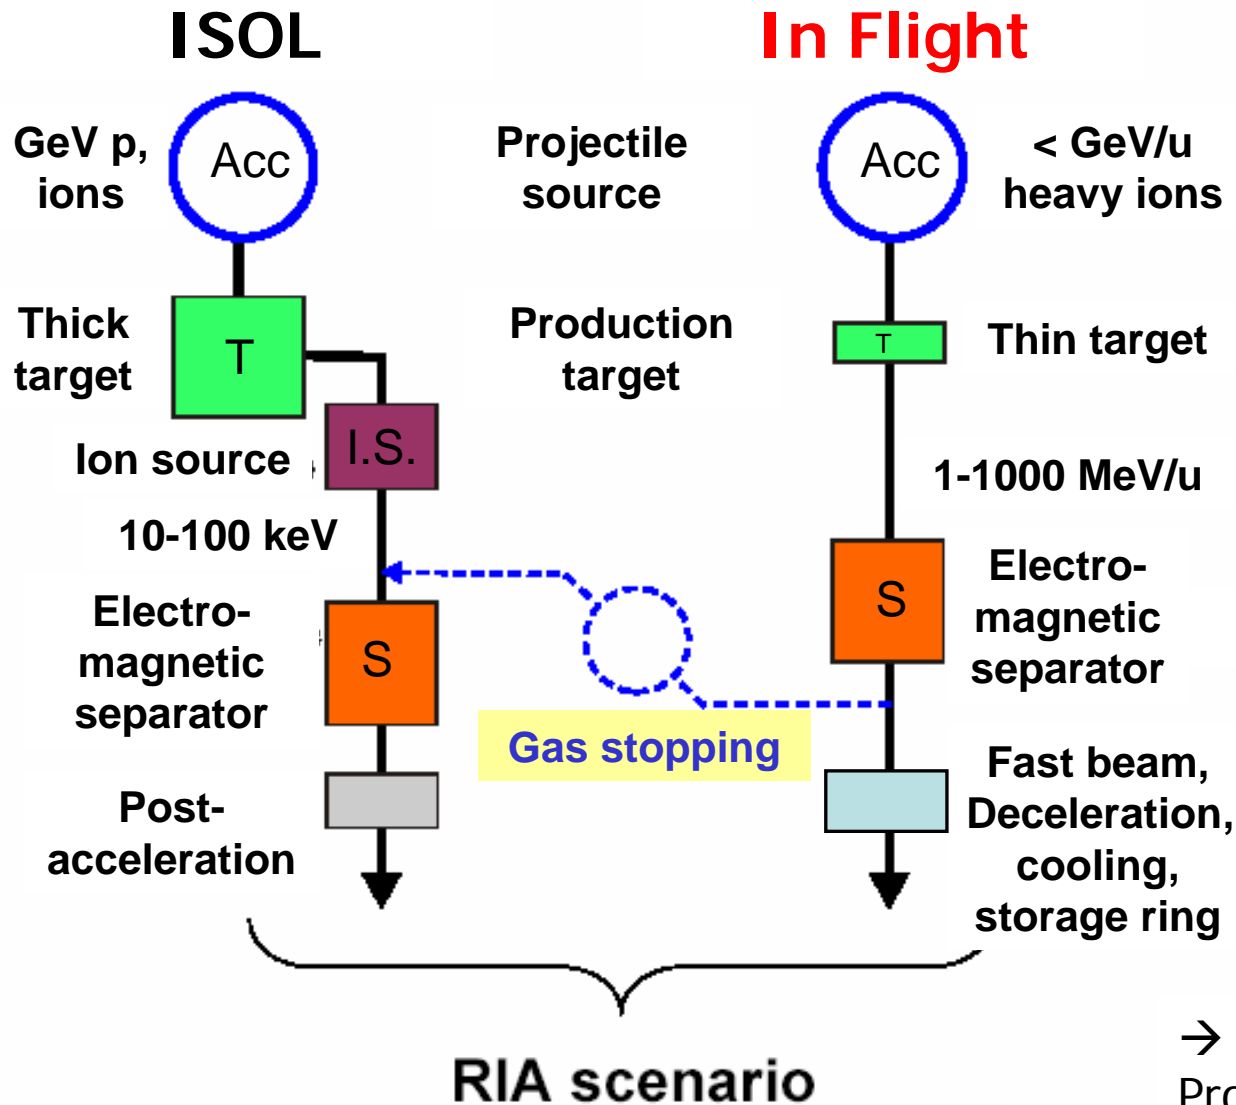 ISOL
In Flight
GeV p,
ions
Acc
Projectile
source
Acc
< GeV/u
heavy ions
Thick
target
T
Production
target
T
Thin target
Ion source
I.S.
10-100 keV
1-1000 MeV/u
Electro-
magnetic
separator
S
S
Electro-
magnetic
separator
Gas stopping
Post-
acceleration
Fast beam,
Deceleration,
cooling,
storage ring
RIA scenario
→